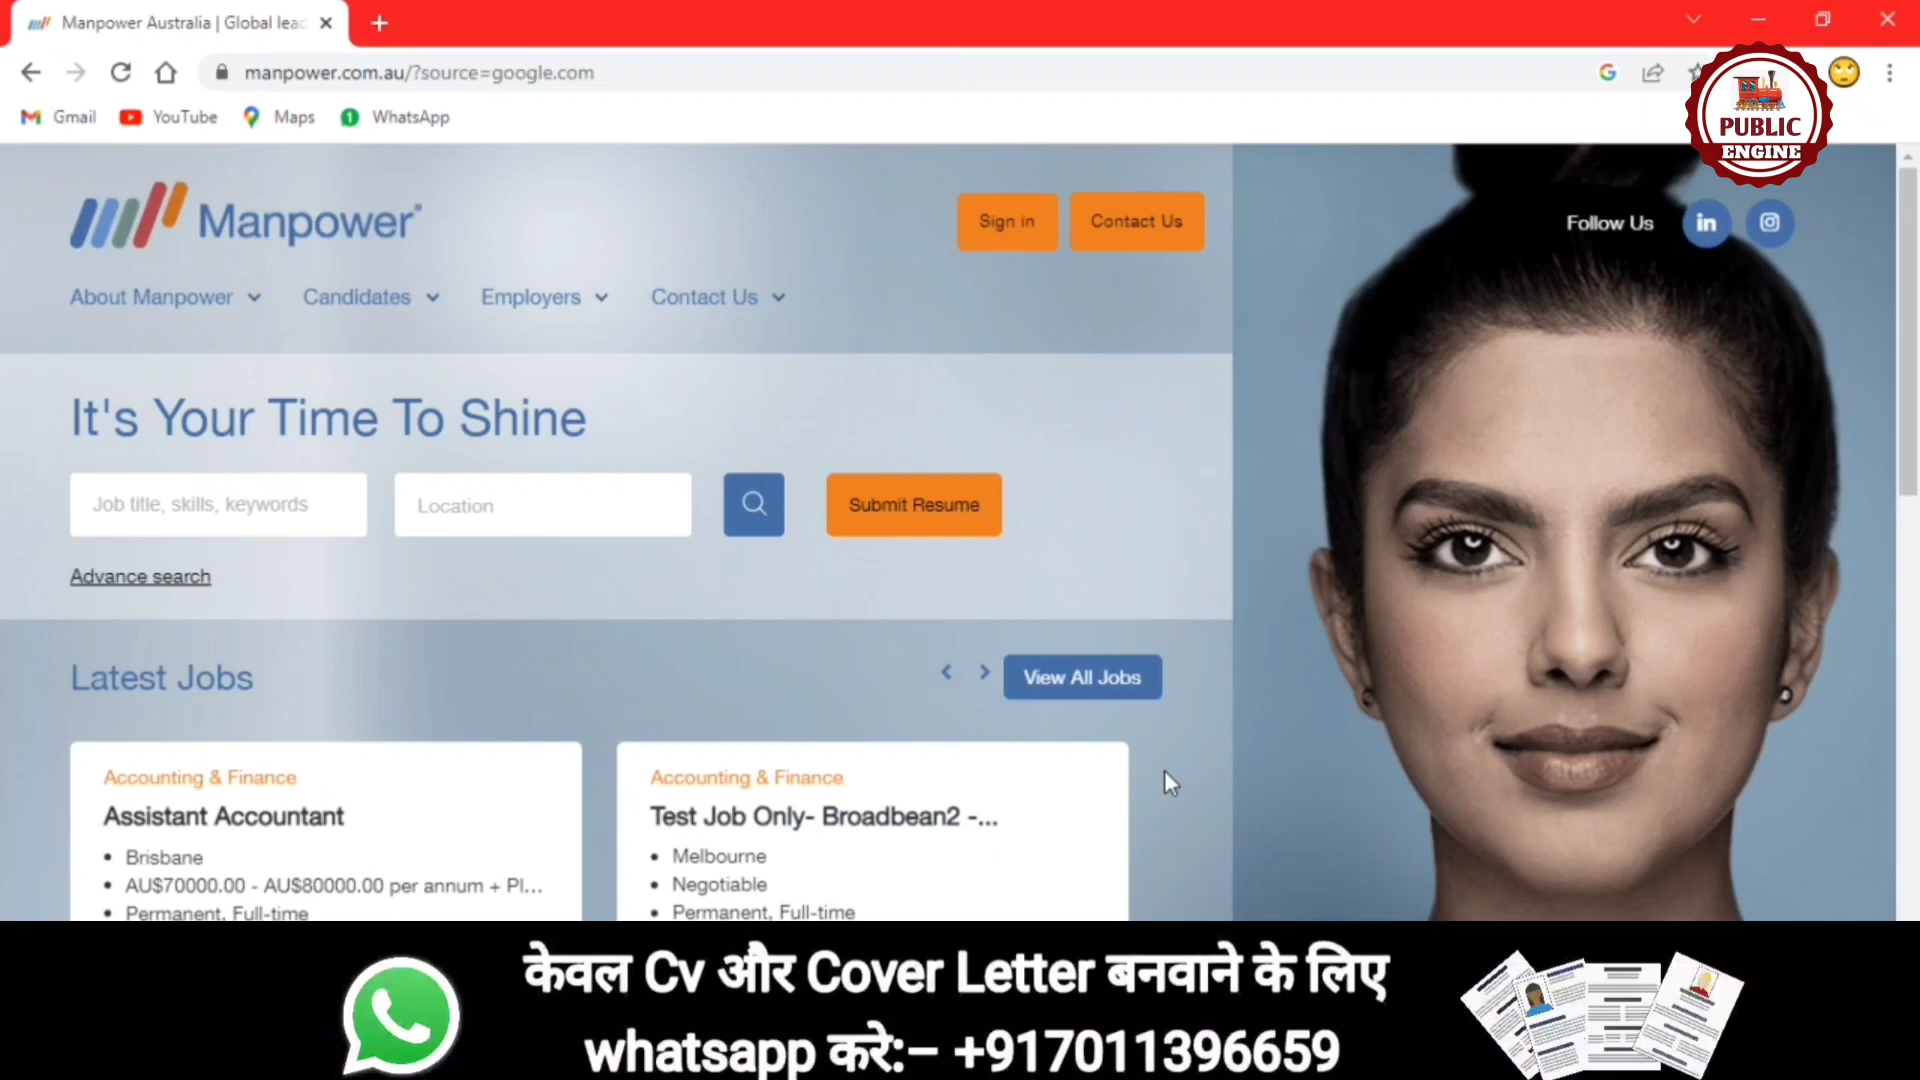 Manpower Australia | Global lead
manpower.com.au/?source=google.com
Gmail
YouTube
Maps
1
WhatsApp
PUBLIC
ENGINE
Manpower
Sign in
Contact Us
Follow Us
in
About Manpower
Candidates
Employers
Contact Us
It's Your Time To Shine
Job title, skills, keywords
Location
Submit Resume
Advance search
Latest Jobs
View All Jobs
Accounting & Finance
Assistant Accountant
• Brisbane
• AU$70000.00 - AU$80000.00 per annum + Pl...
• Permanent, Full-time
Accounting & Finance
Test Job Only- Broadbean2 -...
• Melbourne
• Negotiable
• Permanent, Full-time
केवल Cv और Cover Letter बनवाने के लिए
whatsapp करे:– +917011396659